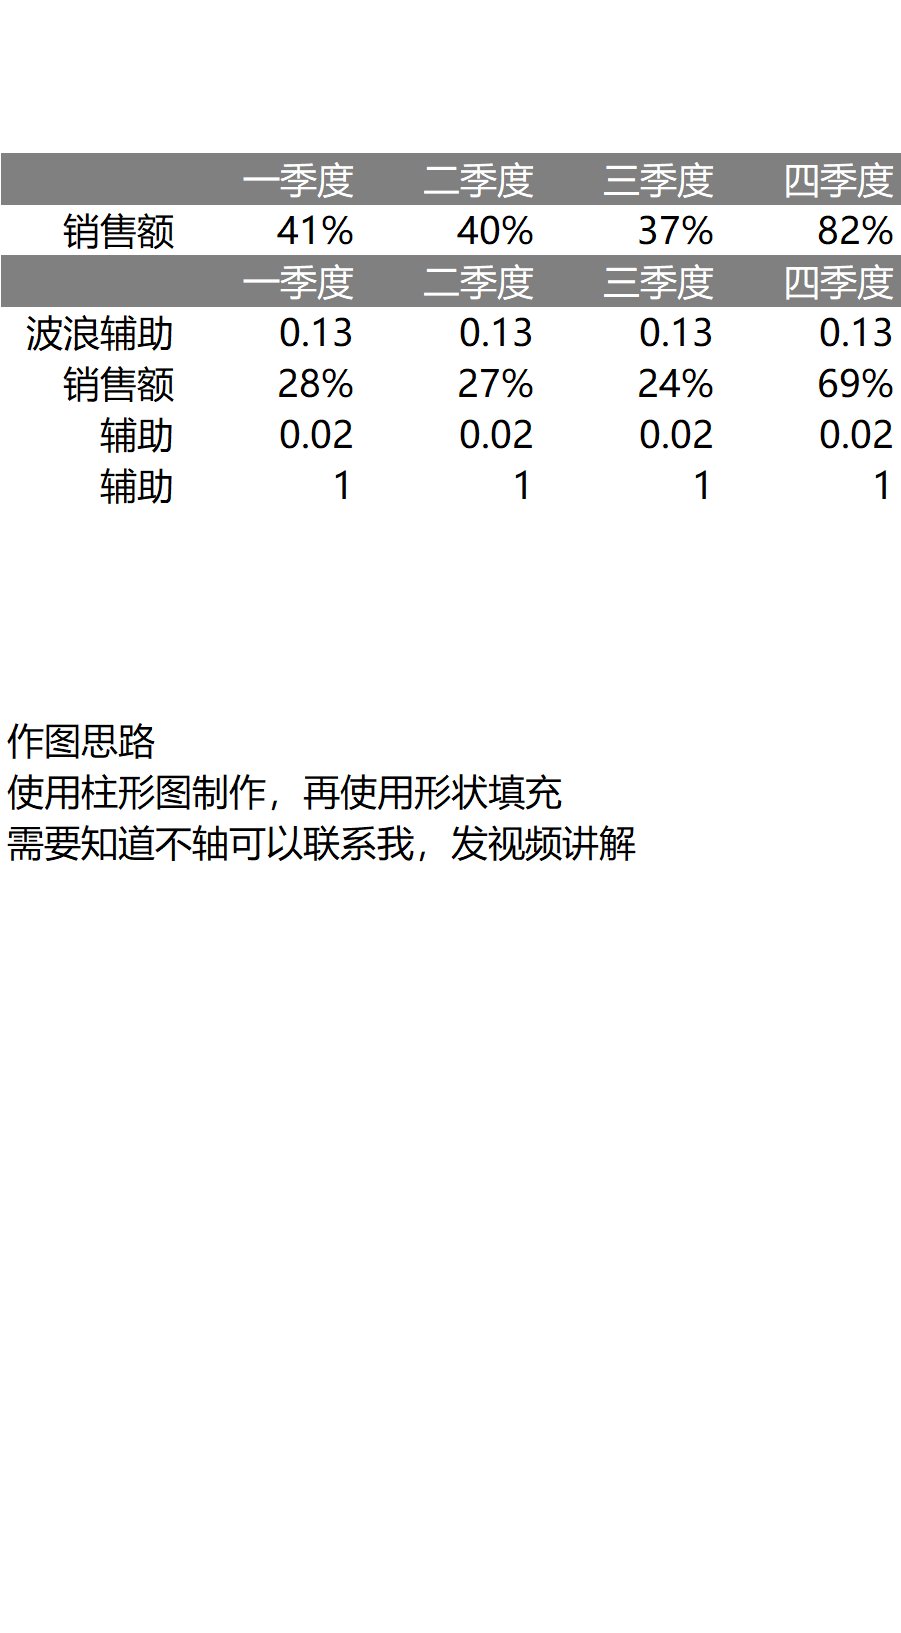 一季度 二季度 三季度 四季度
销售额 41% 40% 37% 82%
一季度 二季度 三季度 四季度
波浪辅助 0.13 0.13 0.13 0.13
销售额 28% 27% 24% 69%
辅助 0.02 0.02 0.02 0.02
辅助 1 1 1 1
作图思路
使用柱形图制作，再使用形状填充
需要知道不轴可以联系我，发视频讲解